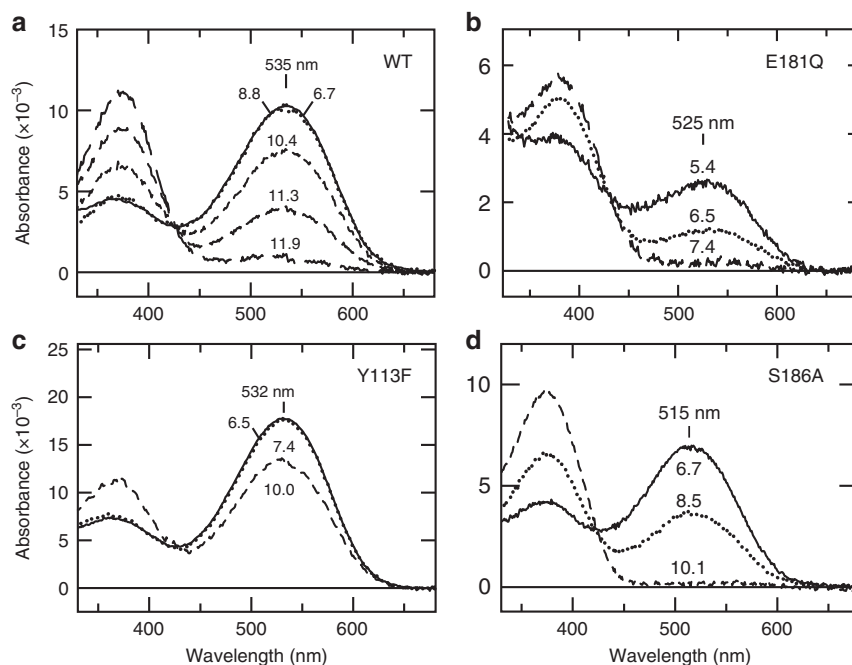 a
WT
535 nm
8.8
6.7
10.4
11.3
11.9
15
10
5
0
400
500
600
Absorbance (×10⁻³)
b
E181Q
525 nm
5.4
6.5
7.4
6
4
2
0
400
500
600
c
Y113F
532 nm
6.5
7.4
10.0
25
20
15
10
5
0
400
500
600
Absorbance (×10⁻³)
Wavelength (nm)
d
S186A
515 nm
6.7
8.5
10.1
10
5
0
400
500
600
Wavelength (nm)